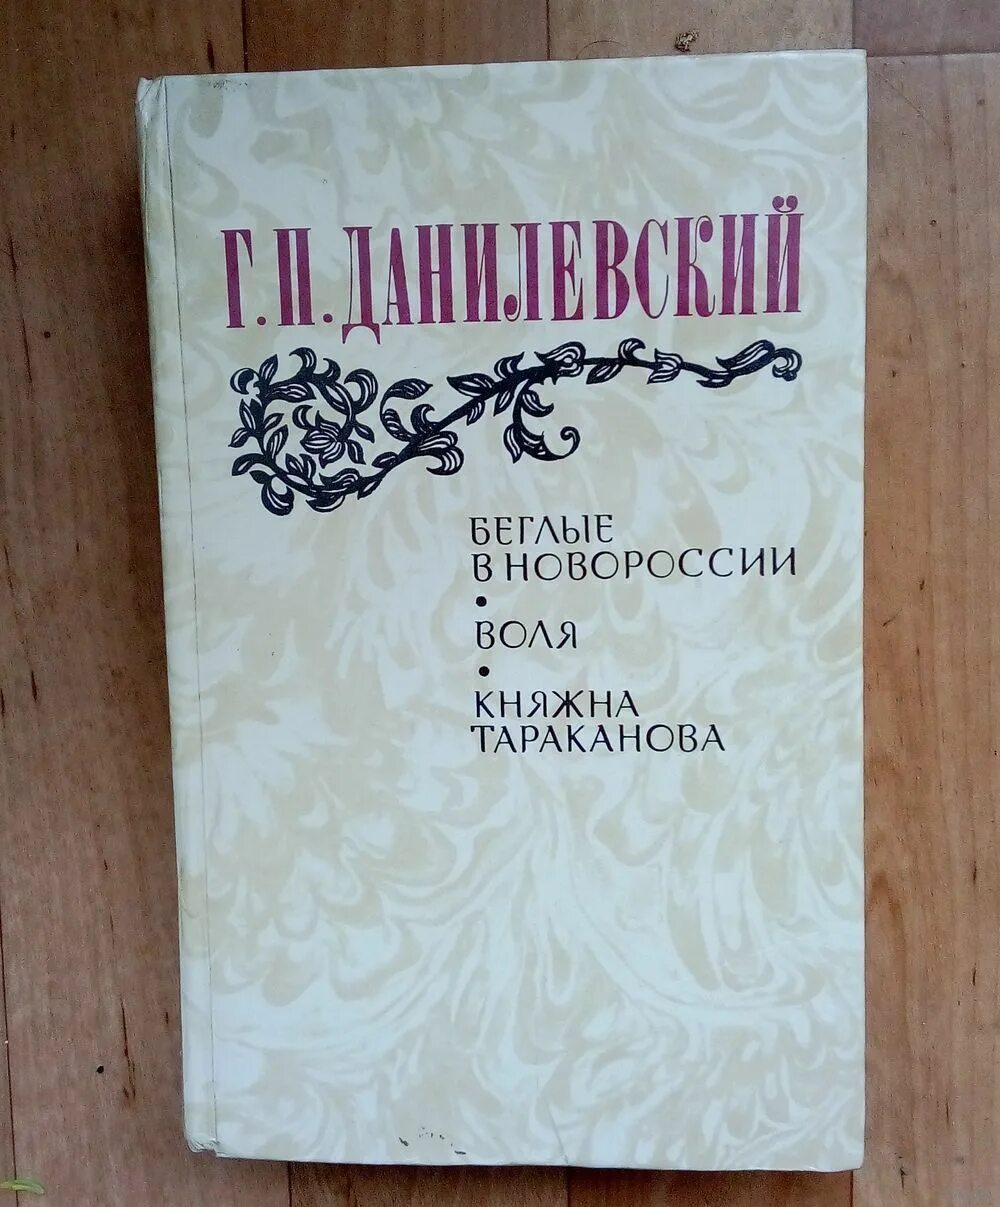 Г.П.ДАНИЛЕВСКИЙ
БЕГЛЫЕ
В НОВОРОССИИ
•
ВОЛЯ
•
КНЯЖНА
ТАРАКАНОВА